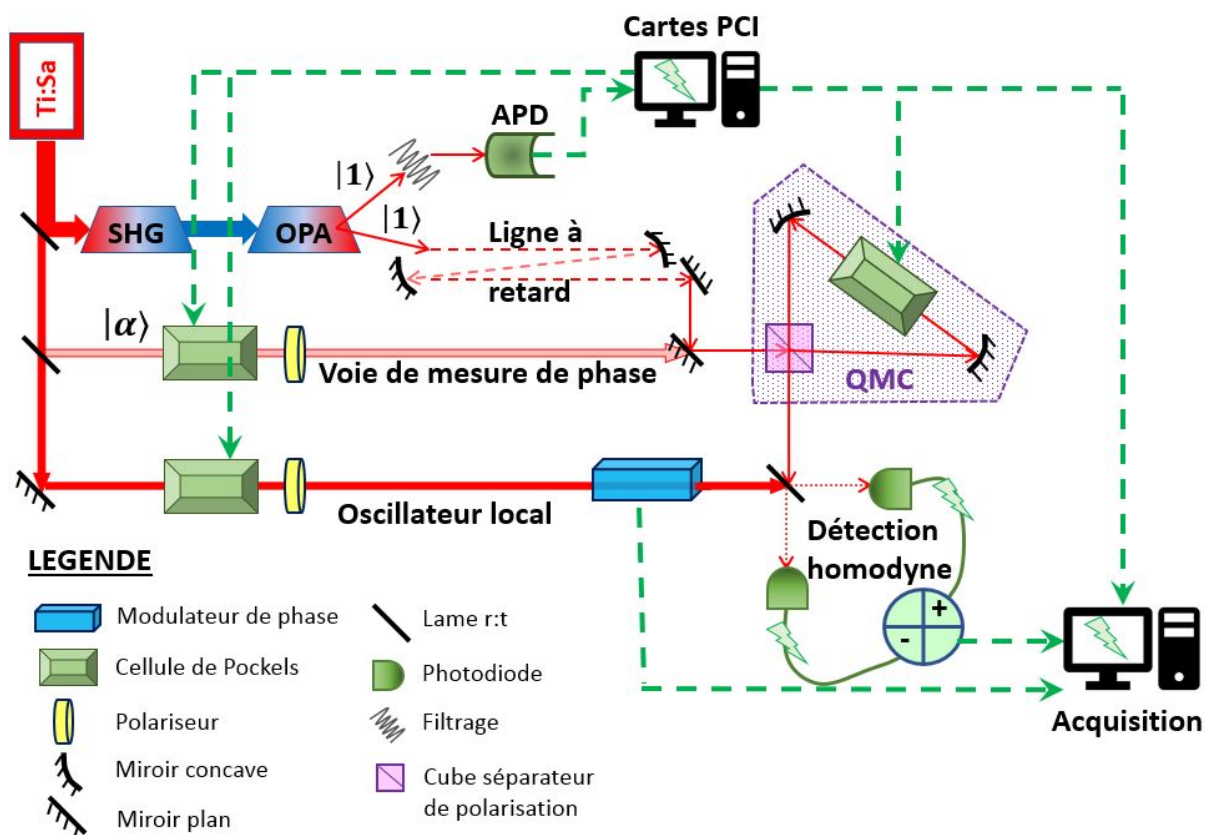 Cartes PCI
Ti:Sa
APD
|1⟩
|1⟩
SHG
OPA
Ligne à
retard
|α⟩
Voie de mesure de phase
QMC
Oscillateur local
Détection
homodyne
+
-
Acquisition
LEGENDE
Modulateur de phase
Cellule de Pockels
Polariseur
Miroir concave
Miroir plan
Lame r:t
Photodiode
Filtrage
Cube séparateur
de polarisation